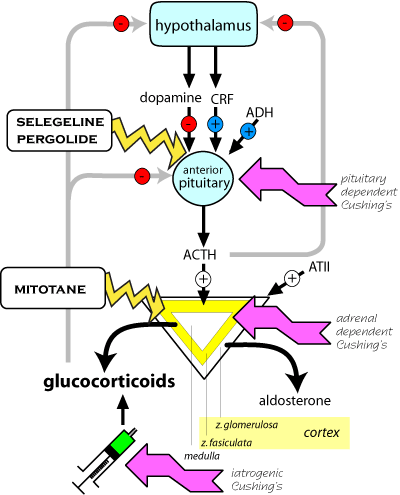 hypothalamus
dopamine
CRF
ADH
SELEGELINE
PERGOLIDE
anterior
pituitary
pituitary
dependent
Cushing's
ACTH
ATII
MITOTANE
adrenal
dependent
Cushing's
glucocorticoids
aldosterone
z. glomerulosa
cortex
z. fasiculata
medulla
iatrogenic
Cushing's